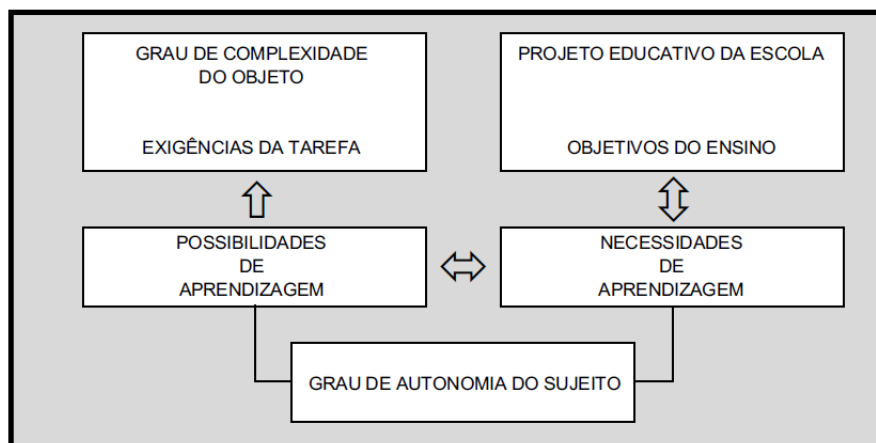 GRAU DE COMPLEXIDADE
DO OBJETO
EXIGÊNCIAS DA TAREFA
PROJETO EDUCATIVO DA ESCOLA
OBJETIVOS DO ENSINO
POSSIBILIDADES
DE
APRENDIZAGEM
NECESSIDADES
DE
APRENDIZAGEM
GRAU DE AUTONOMIA DO SUJEITO